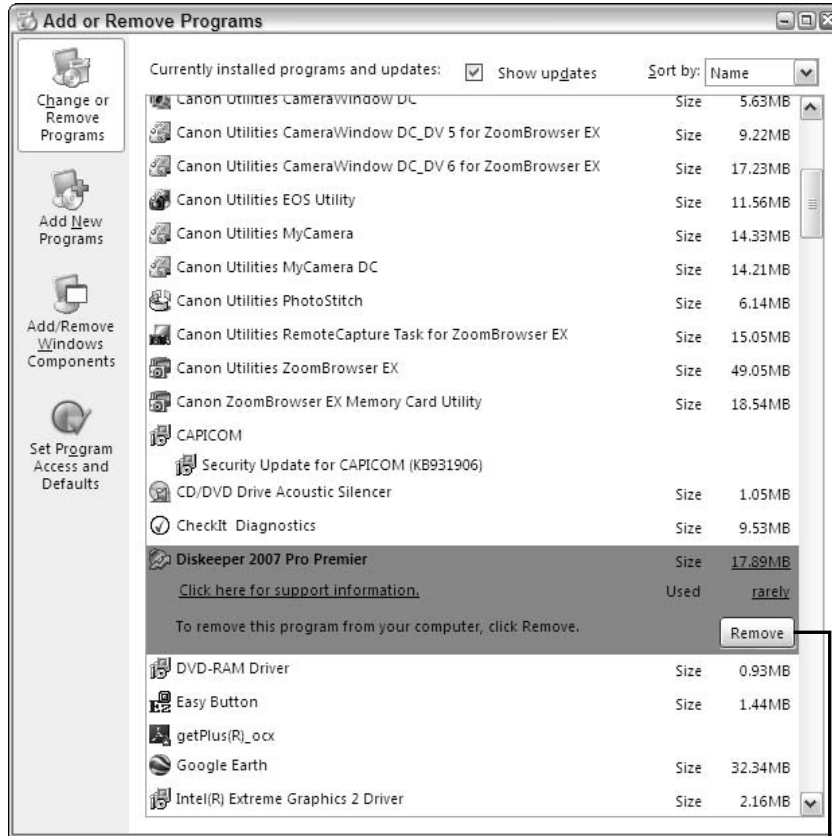 Add or Remove Programs
Change or
Remove
Programs
Add New
Programs
Add/Remove
Windows
Components
Set Program
Access and
Defaults
Currently installed programs and updates: Show updates Sort by: Name
Canon Utilities CameraWindow DC Size 5.63MB
Canon Utilities CameraWindow DC_DV 5 for ZoomBrowser EX Size 9.22MB
Canon Utilities CameraWindow DC_DV 6 for ZoomBrowser EX Size 17.23MB
Canon Utilities EOS Utility Size 11.56MB
Canon Utilities MyCamera Size 14.33MB
Canon Utilities MyCamera DC Size 14.21MB
Canon Utilities PhotoStitch Size 6.14MB
Canon Utilities RemoteCapture Task for ZoomBrowser EX Size 15.05MB
Canon Utilities ZoomBrowser EX Size 49.05MB
Canon ZoomBrowser EX Memory Card Utility Size 18.54MB
CAPICOM
Security Update for CAPICOM (KB931906)
CD/DVD Drive Acoustic Silencer Size 1.05MB
CheckIt Diagnostics Size 9.53MB
Diskeeper 2007 Pro Premier Size 17.89MB
Click here for support information. Used rarely
To remove this program from your computer, click Remove. Remove
DVD-RAM Driver Size 0.93MB
Easy Button Size 1.44MB
getPlus(R)_ocx
Google Earth Size 32.34MB
Intel(R) Extreme Graphics 2 Driver Size 2.16MB